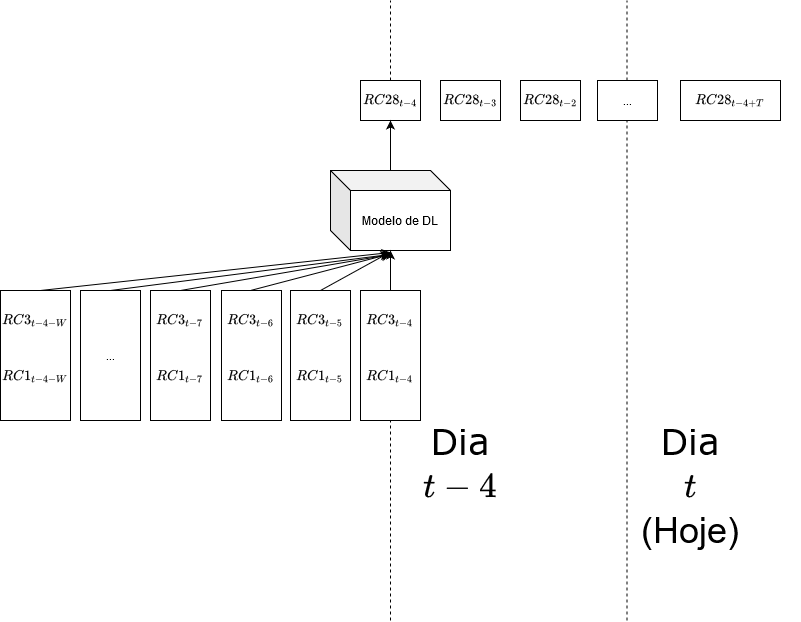 RC28_{t-4} RC28_{t-3} RC28_{t-2} ... RC28_{t-4+T}
Modelo de DL
RC3_{t-4-W} RC3_{t-7} RC3_{t-6} RC3_{t-5} RC3_{t-4}
...
RC1_{t-4-W} RC1_{t-7} RC1_{t-6} RC1_{t-5} RC1_{t-4}
Dia
t - 4
Dia
t
(Hoje)